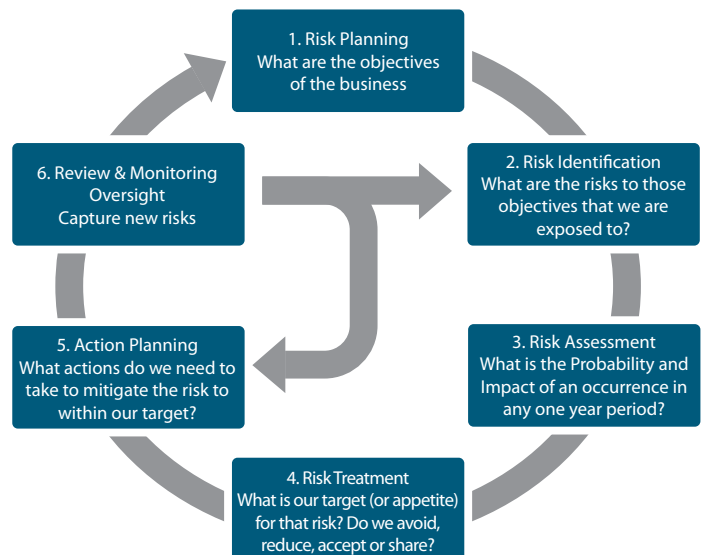 1. Risk Planning
What are the objectives
of the business
2. Risk Identification
What are the risks to those
objectives that we are
exposed to?
3. Risk Assessment
What is the Probability and
Impact of an occurrence in
any one year period?
4. Risk Treatment
What is our target (or appetite)
for that risk? Do we avoid,
reduce, accept or share?
5. Action Planning
What actions do we need to
take to mitigate the risk to
within our target?
6. Review & Monitoring
Oversight
Capture new risks